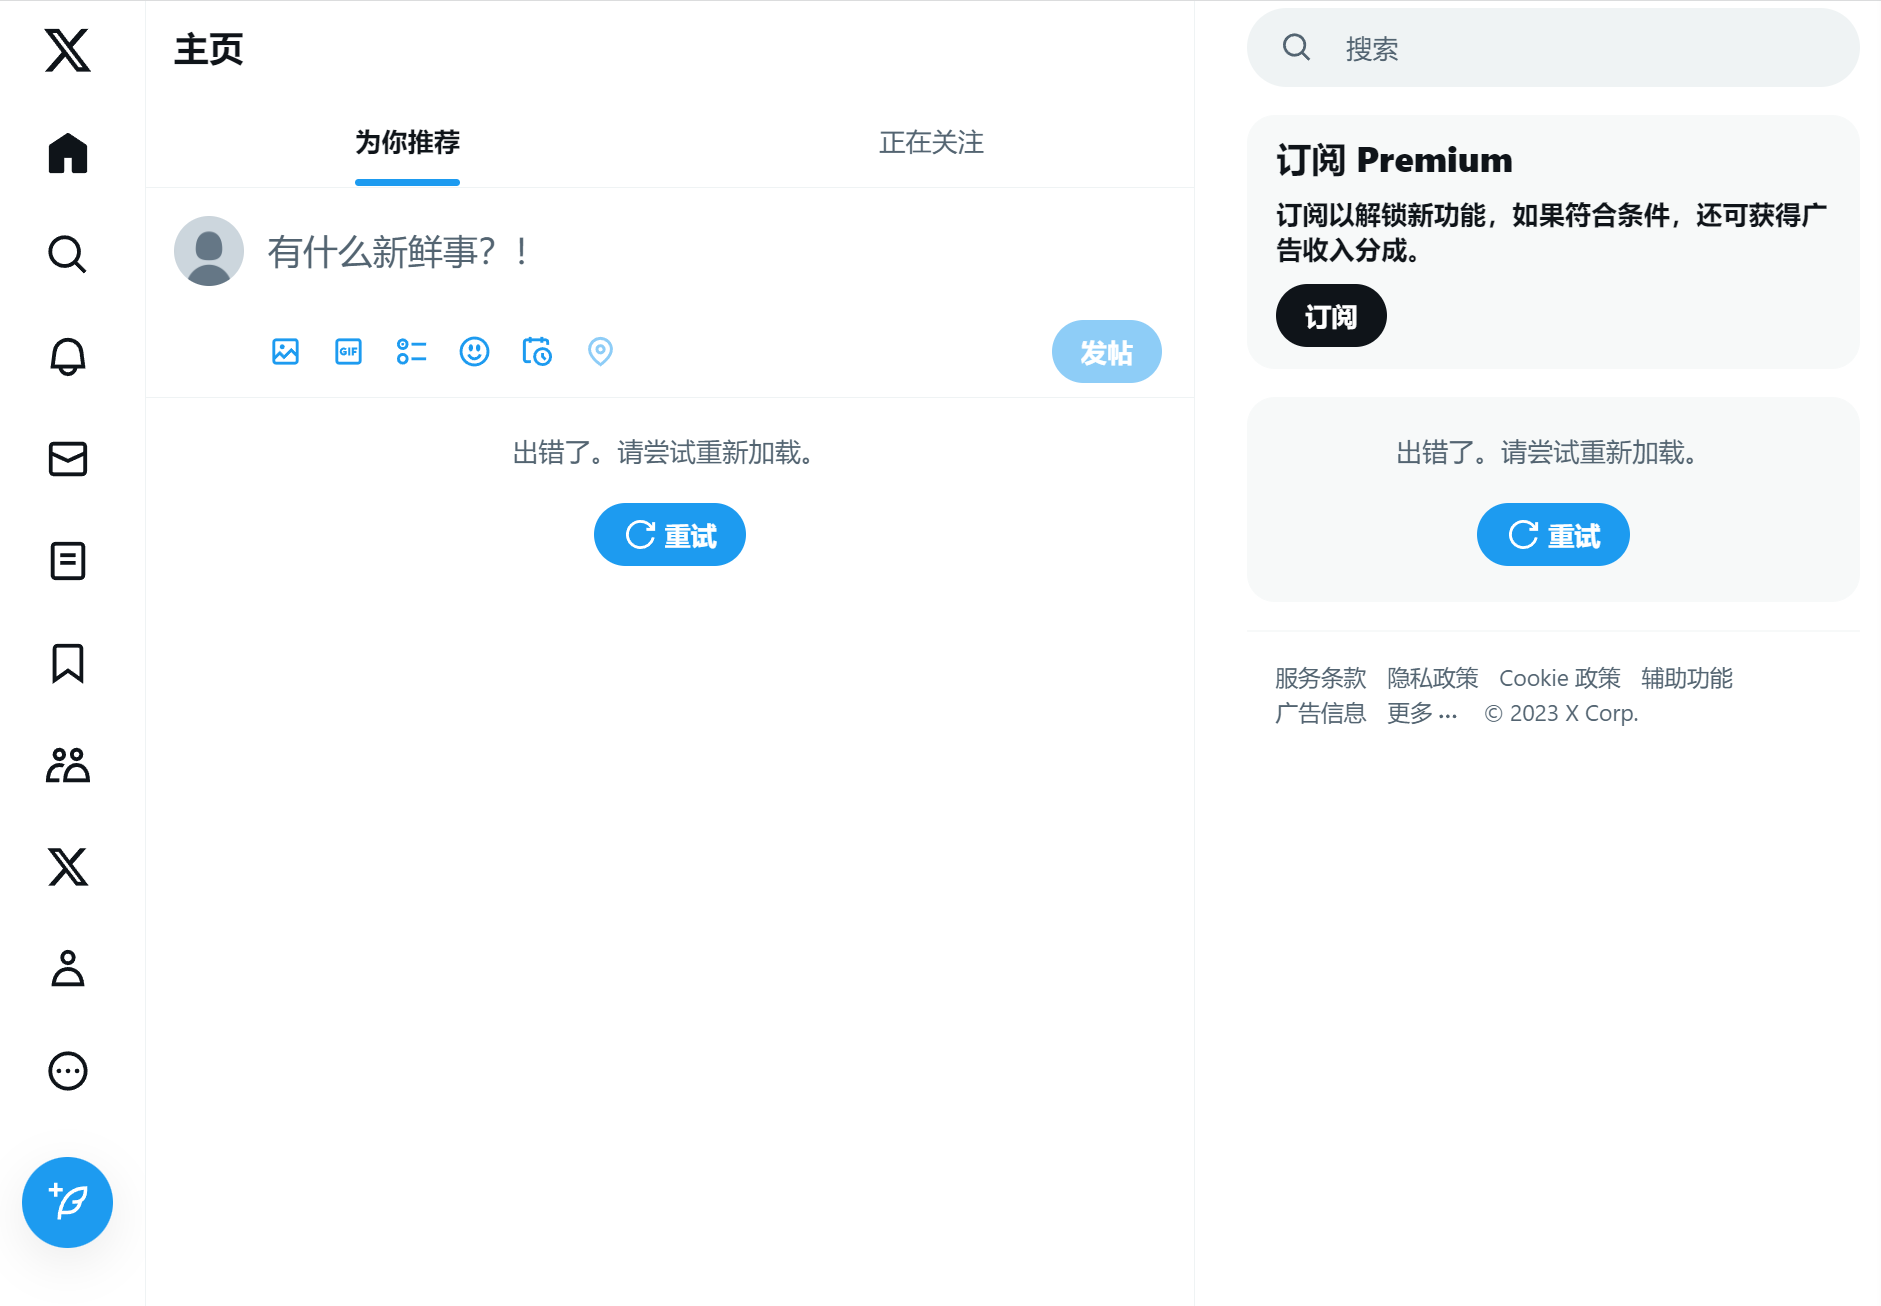 主页
为你推荐
正在关注
有什么新鲜事？！
GIF
发帖
出错了。请尝试重新加载。
重试
搜索
订阅 Premium
订阅以解锁新功能，如果符合条件，还可获得广
告收入分成。
订阅
出错了。请尝试重新加载。
重试
服务条款 隐私政策 Cookie 政策 辅助功能
广告信息 更多 ··· © 2023 X Corp.